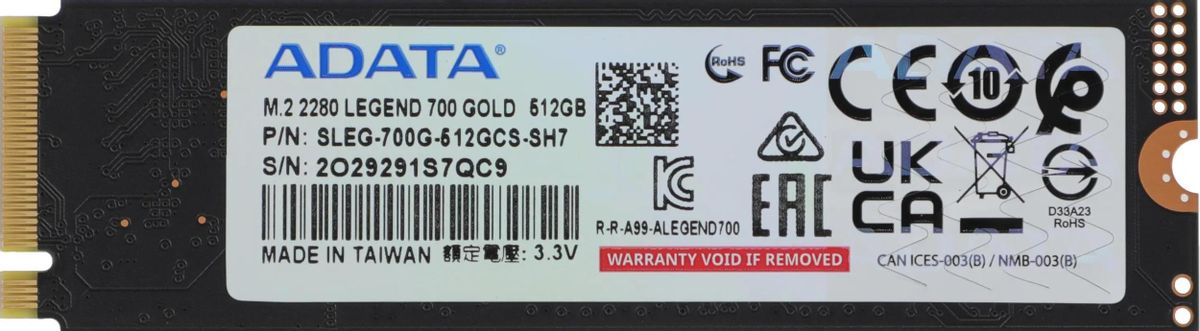 ADATA®
M.2 2280 LEGEND 700 GOLD 512GB
P/N: SLEG-700G-512GCS-SH7
S/N: 2O29291S7QC9
MADE IN TAIWAN 額定電壓: 3.3V
RoHS
FC
CE
10
KC
R-R-A99-ALEGEND700
EAC
UK
CA
D33A23
RoHS
WARRANTY VOID IF REMOVED
CAN ICES-003(B) / NMB-003(B)